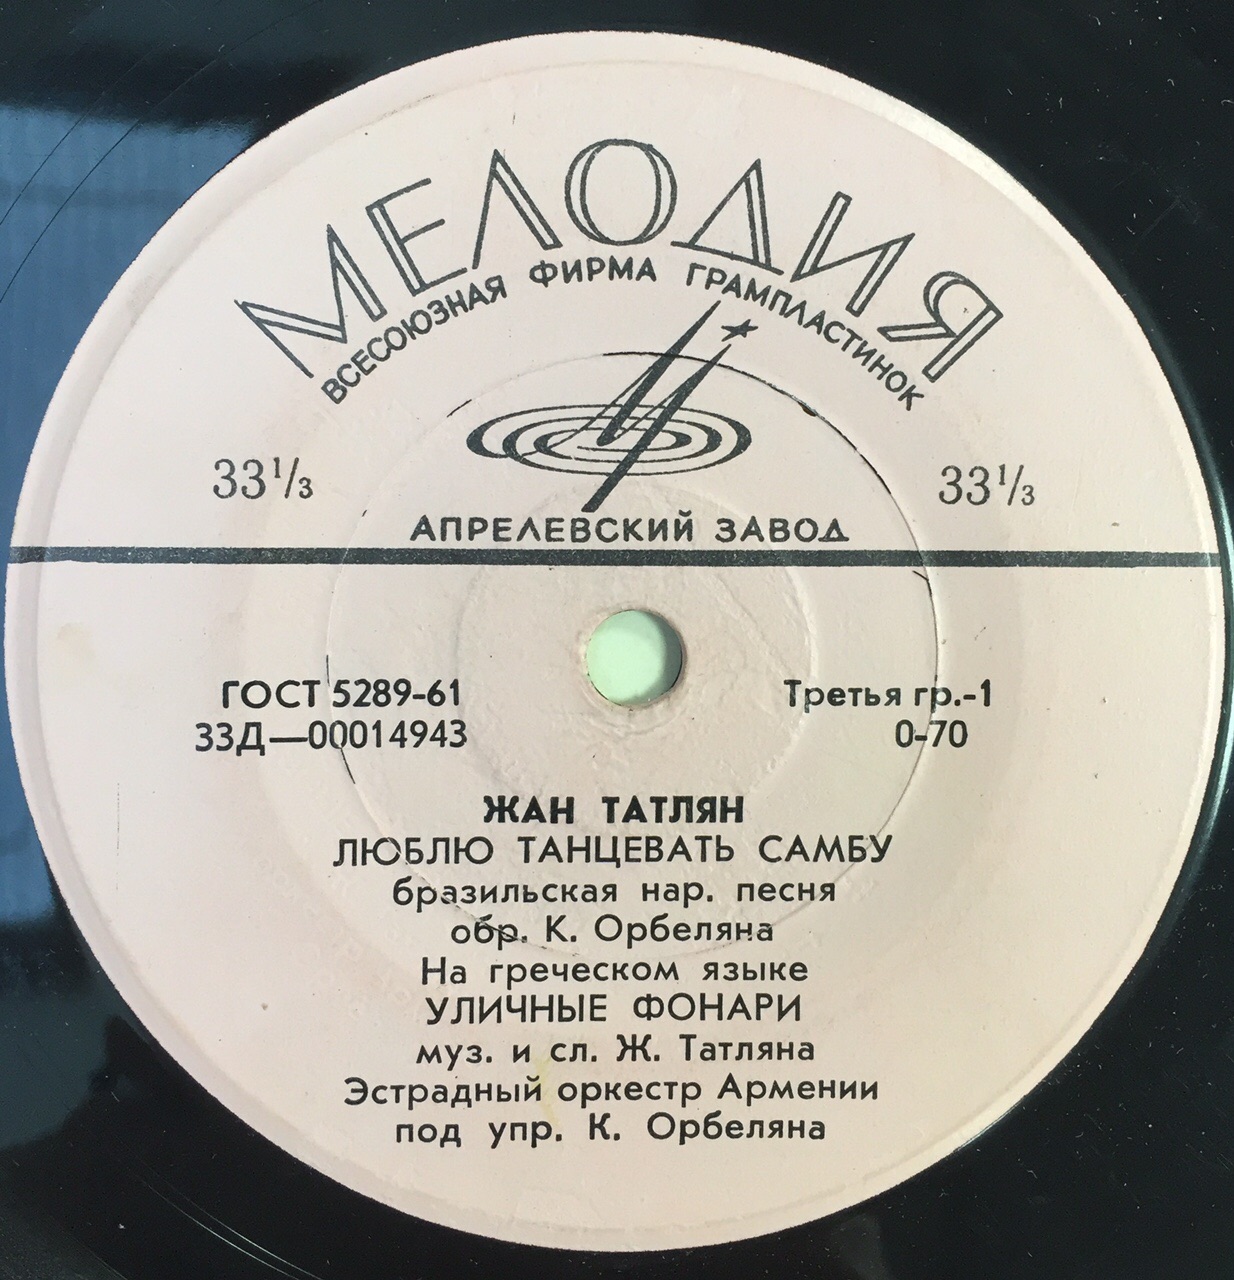 МЕЛОДИЯ
ВСЕСОЮЗНАЯ ФИРМА ГРАМПЛАСТИНОК
33⅓ 33⅓
АПРЕЛЕВСКИЙ ЗАВОД
ГОСТ 5289-61 Третья гр.-1
33Д—00014943 0-70
ЖАН ТАТЛЯН
ЛЮБЛЮ ТАНЦЕВАТЬ САМБУ
бразильская нар. песня
обр. К. Орбеляна
На греческом языке
УЛИЧНЫЕ ФОНАРИ
муз. и сл. Ж. Татляна
Эстрадный оркестр Армении
под упр. К. Орбеляна